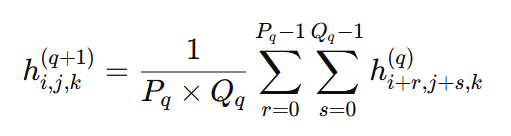 h_{i,j,k}^{(q+1)} = \frac{1}{P_q \times Q_q} \sum_{r=0}^{P_q-1} \sum_{s=0}^{Q_q-1} h_{i+r,j+s,k}^{(q)}